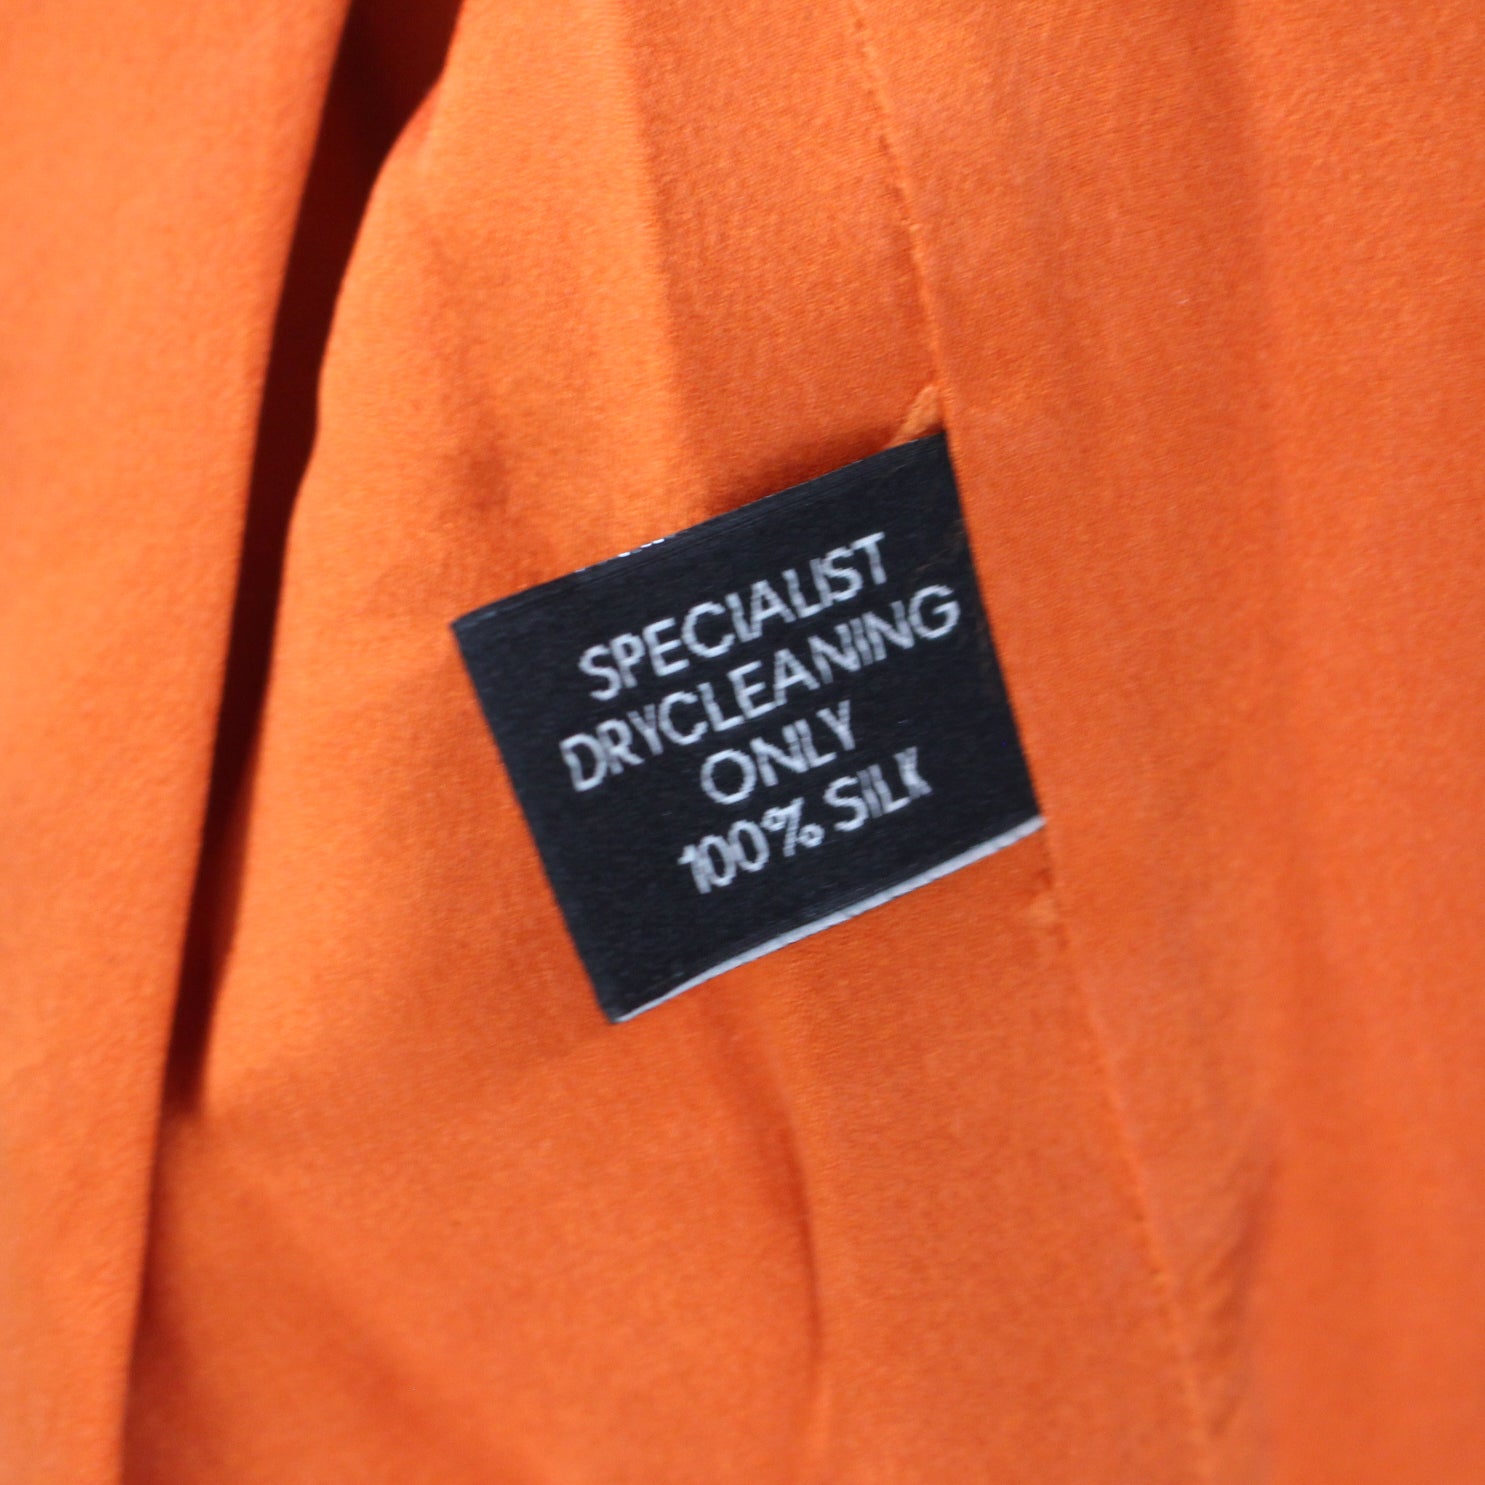 SPECIALIST
DRYCLEANING
ONLY
100% SILK